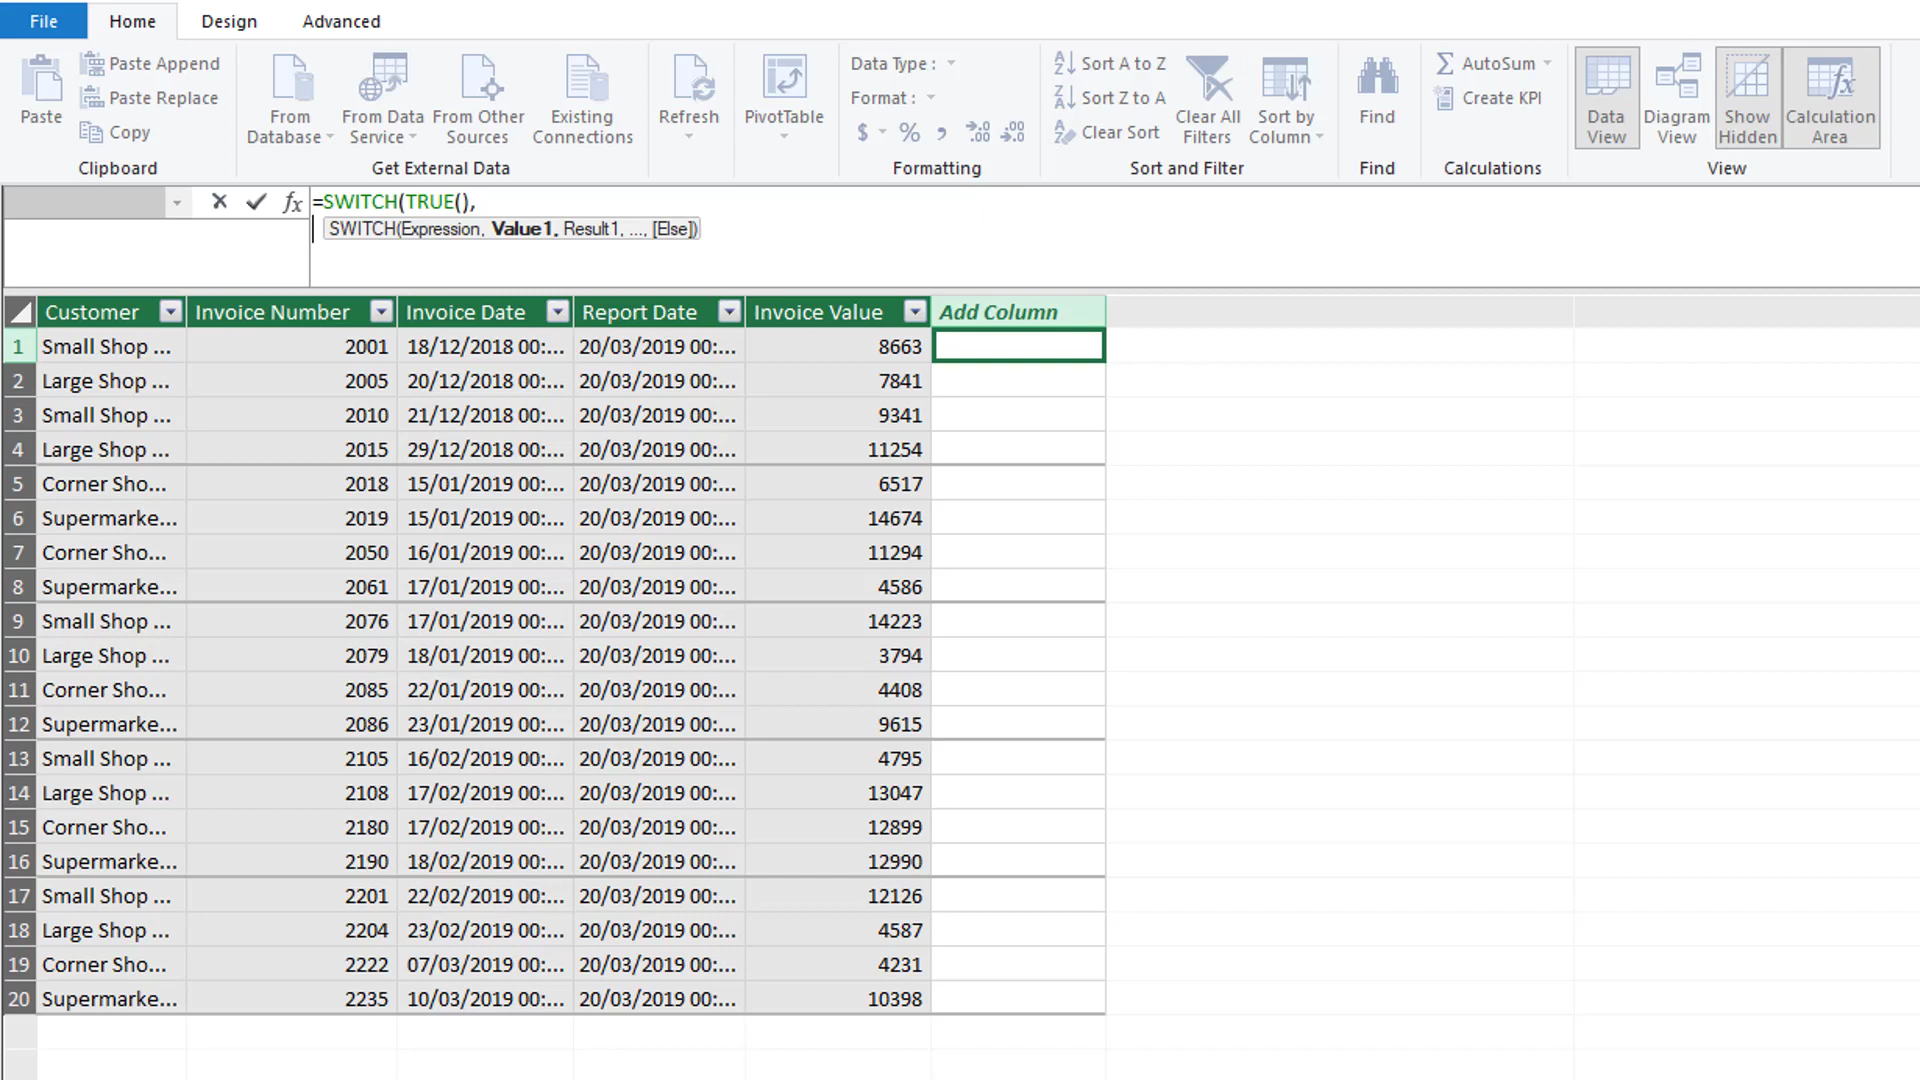 File Home Design Advanced
Paste Paste Append Paste Replace Copy
Clipboard
From Database From Data Service From Other Sources Existing Connections
Get External Data
Refresh
PivotTable
Data Type :
Format :
$ % , .00
Formatting
Sort A to Z
Sort Z to A
Clear Sort
Clear All Filters
Sort by Column
Sort and Filter
Find
Find
AutoSum
Create KPI
Calculations
Data View
Diagram View
Show Hidden
Calculation Area
View
fx =SWITCH(TRUE(),
SWITCH(Expression, Value1, Result1, ..., [Else])
Customer Invoice Number Invoice Date Report Date Invoice Value Add Column
1 Small Shop ... 2001 18/12/2018 00:... 20/03/2019 00:... 8663
2 Large Shop ... 2005 20/12/2018 00:... 20/03/2019 00:... 7841
3 Small Shop ... 2010 21/12/2018 00:... 20/03/2019 00:... 9341
4 Large Shop ... 2015 29/12/2018 00:... 20/03/2019 00:... 11254
5 Corner Sho... 2018 15/01/2019 00:... 20/03/2019 00:... 6517
6 Supermarke... 2019 15/01/2019 00:... 20/03/2019 00:... 14674
7 Corner Sho... 2050 16/01/2019 00:... 20/03/2019 00:... 11294
8 Supermarke... 2061 17/01/2019 00:... 20/03/2019 00:... 4586
9 Small Shop ... 2076 17/01/2019 00:... 20/03/2019 00:... 14223
10 Large Shop ... 2079 18/01/2019 00:... 20/03/2019 00:... 3794
11 Corner Sho... 2085 22/01/2019 00:... 20/03/2019 00:... 4408
12 Supermarke... 2086 23/01/2019 00:... 20/03/2019 00:... 9615
13 Small Shop ... 2105 16/02/2019 00:... 20/03/2019 00:... 4795
14 Large Shop ... 2108 17/02/2019 00:... 20/03/2019 00:... 13047
15 Corner Sho... 2180 17/02/2019 00:... 20/03/2019 00:... 12899
16 Supermarke... 2190 18/02/2019 00:... 20/03/2019 00:... 12990
17 Small Shop ... 2201 22/02/2019 00:... 20/03/2019 00:... 12126
18 Large Shop ... 2204 23/02/2019 00:... 20/03/2019 00:... 4587
19 Corner Sho... 2222 07/03/2019 00:... 20/03/2019 00:... 4231
20 Supermarke... 2235 10/03/2019 00:... 20/03/2019 00:... 10398